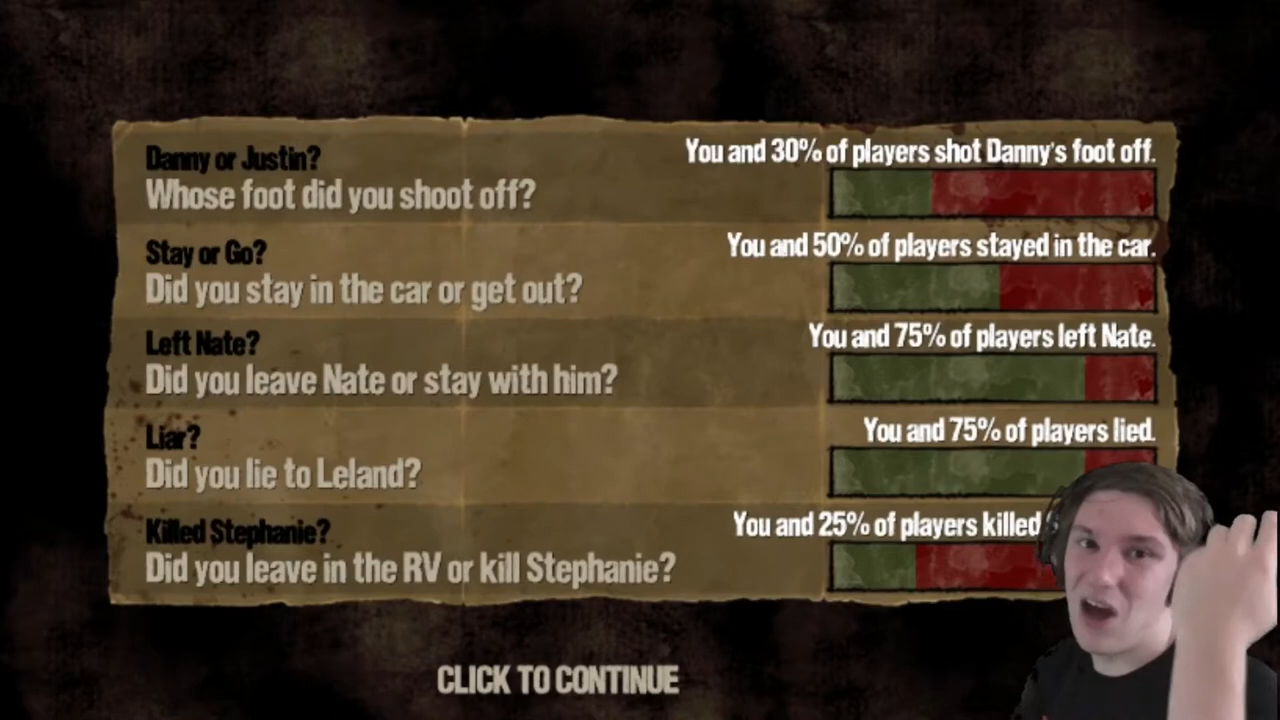 Danny or Justin?
Whose foot did you shoot off?
You and 30% of players shot Danny's foot off.
Stay or Go?
Did you stay in the car or get out?
You and 50% of players stayed in the car.
Left Nate?
Did you leave Nate or stay with him?
You and 75% of players left Nate.
Liar?
Did you lie to Leland?
You and 75% of players lied.
Killed Stephanie?
Did you leave in the RV or kill Stephanie?
You and 25% of players killed
CLICK TO CONTINUE